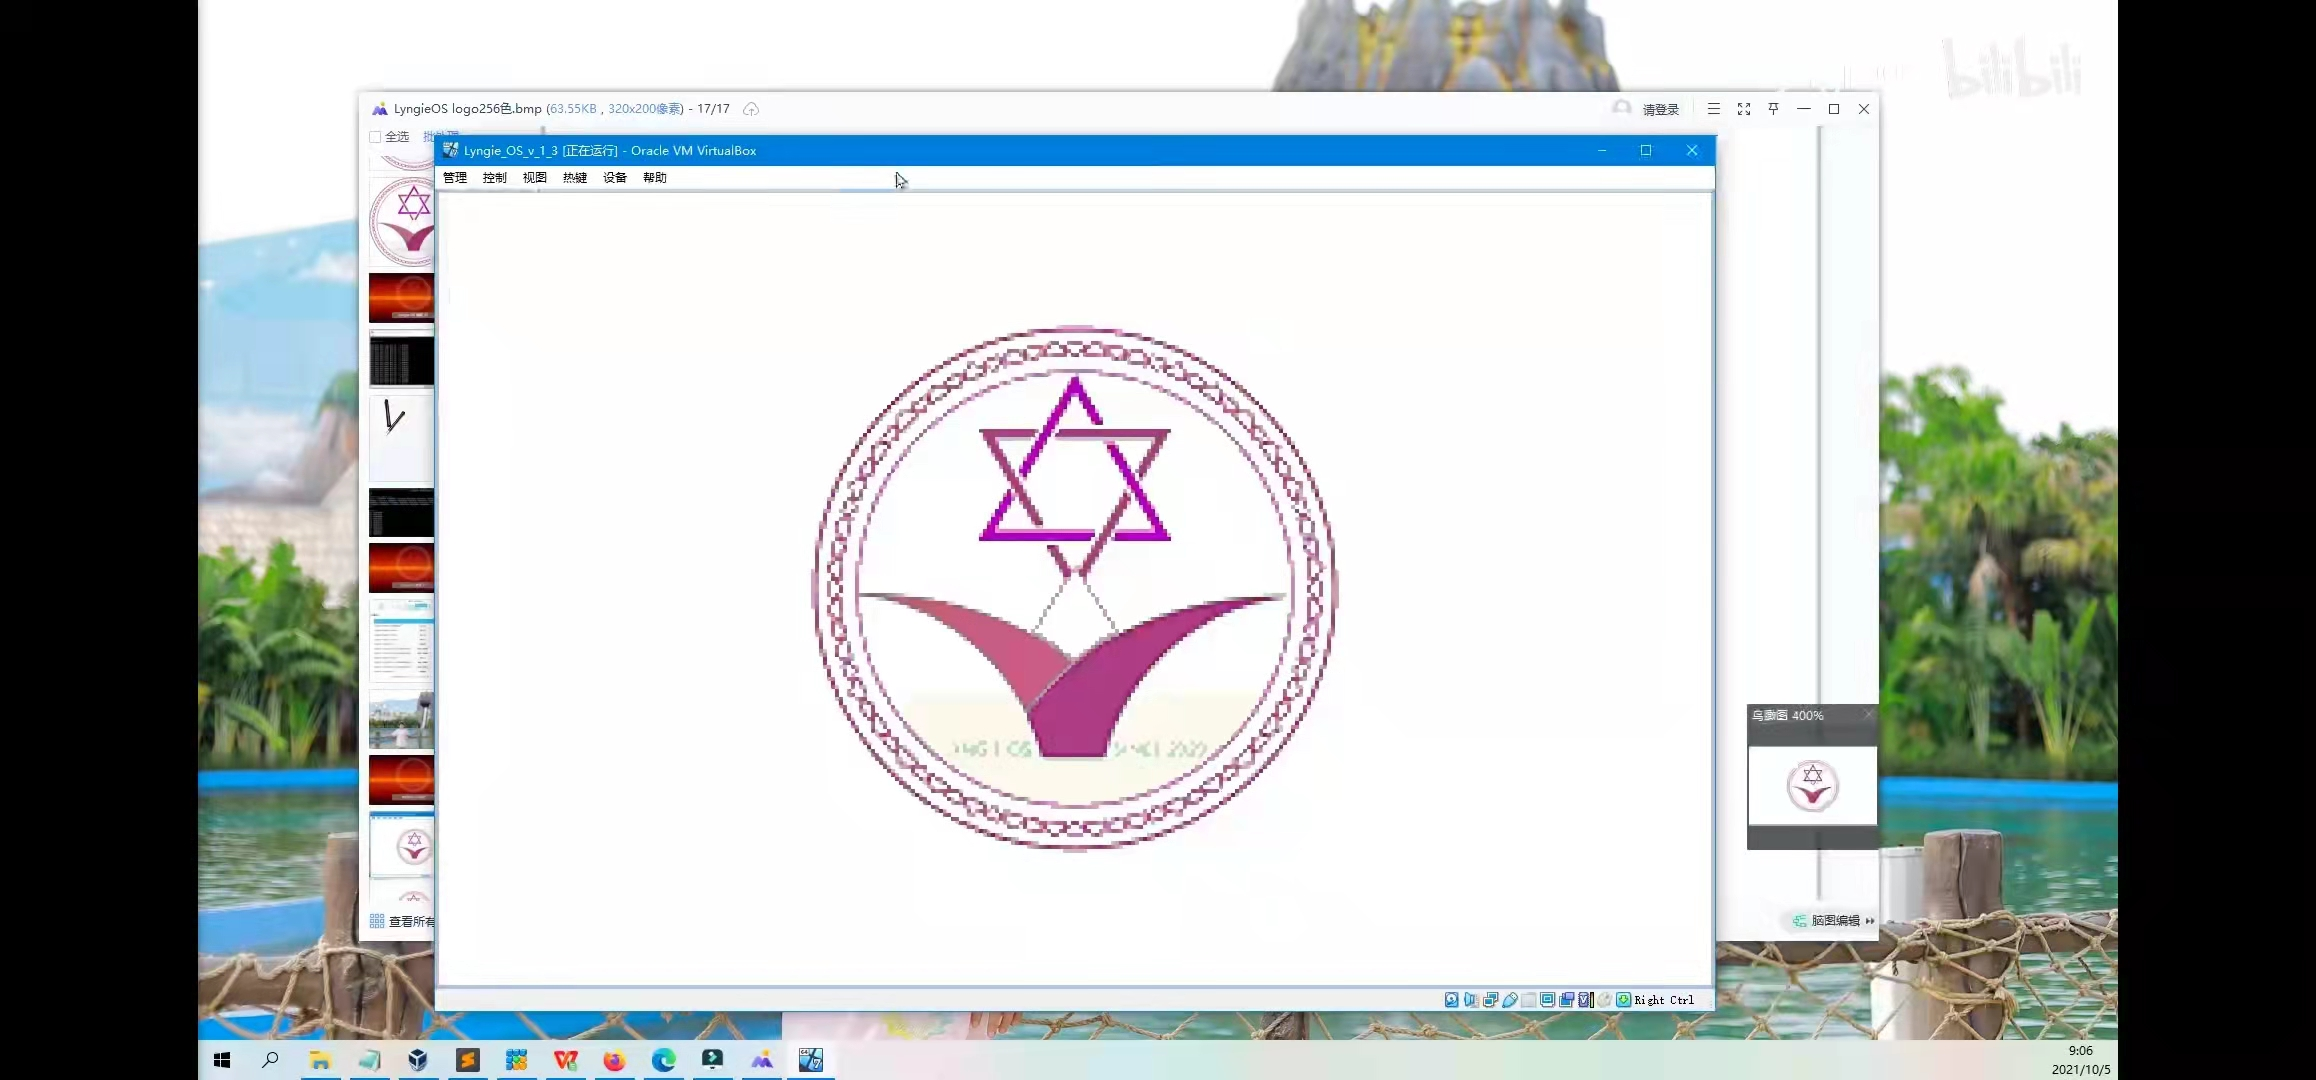 bilibili
LyngieOS logo256色.bmp (63.55KB , 320x200像素) - 17/17
请登录
全选
Lyngie_OS_v_1_3 [正在运行] - Oracle VM VirtualBox
管理 控制 视图 热键 设备 帮助
鸟瞰图 400%
查看所有
脑图编辑
Right Ctrl
9:06
2021/10/5